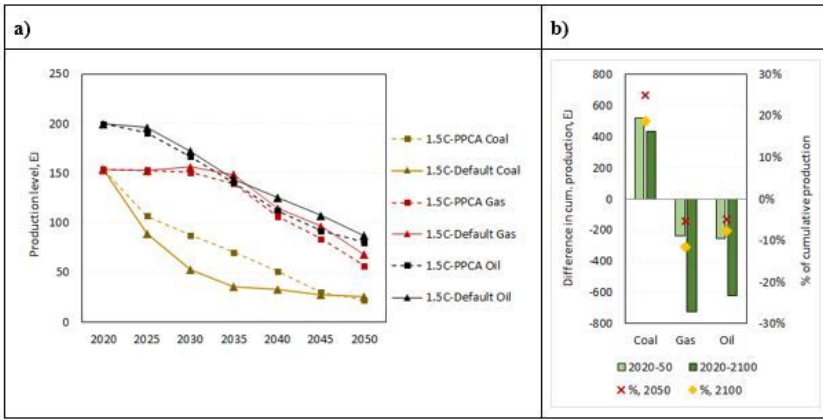 a)
b)
250
200
150
100
50
0
Production level, EJ
2020 2025 2030 2035 2040 2045 2050
1.5C-PPCA Coal
1.5C-Default Coal
1.5C-PPCA Gas
1.5C-Default Gas
1.5C-PPCA Oil
1.5C-Default Oil
800
600
400
200
0
-200
-400
-600
-800
Difference in cum. production, EJ
30%
20%
10%
0%
-10%
-20%
-30%
% of cumulative production
Coal Gas Oil
2020-50 2020-2100
%, 2050 %, 2100